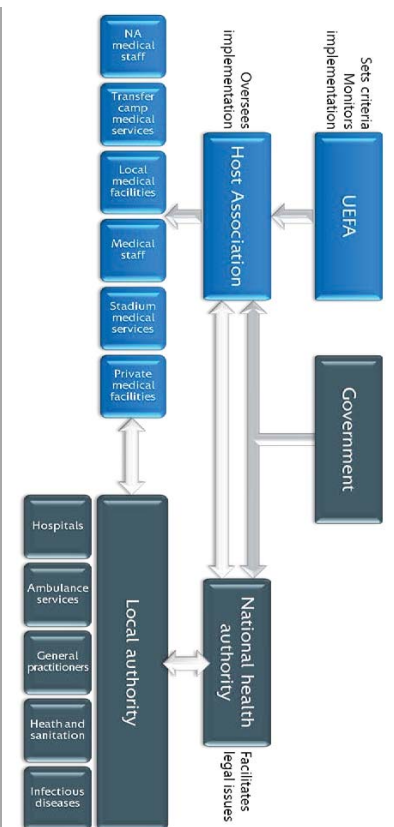 Sets criteria
Monitors
implementation
UEFA
Government
Oversees
implementation
Host Association
National health
authority
Facilitates
legal issues
NA
medical
staff
Transfer
camp
medical
services
Local
medical
facilities
Medical
staff
Stadium
medical
services
Private
medical
facilities
Local authority
Hospitals
Ambulance
services
General
practitioners
Heath and
sanitation
Infectious
diseases